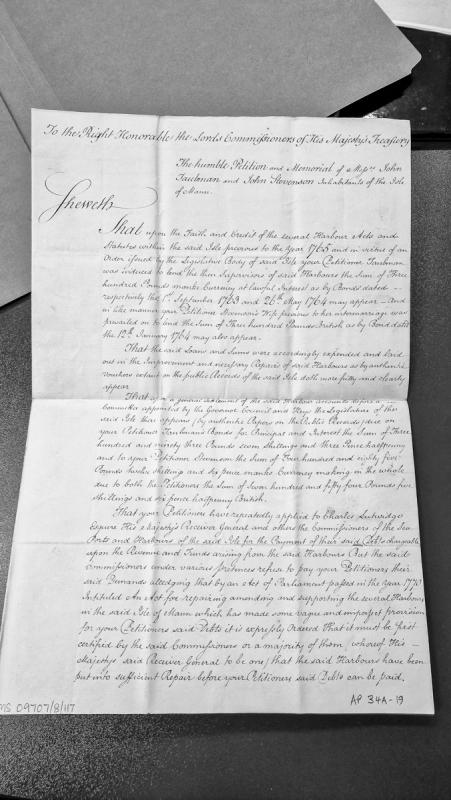 To the Right Honorable the Lords Commissioners of His Majesty's Treasury
The humble Petition and Memorial of Messrs John
Taubman and John Stevenson Inhabitants of the Isle
of Mann.
Sheweth
That upon the Faith and Credit of the several Harbour Acts and
Statutes within the said Isle previous to the Year 1765 and in virtue of an
Order issued by the Legislative Body of said Isle your Petitioner Taubman
was induced to lend the then Supervisors of said Harbours the Sum of Three
hundred Pounds manks Currency at lawful Interest as by Bonds dated —
respectively the 1st September 1763 and 26th May 1764 may appear — and
in like manner your Petitioner Stevenson's Wife previous to her intermarriage was
prevailed on to lend the Sum of Three hundred Pounds British as by Bond dated
the 12th January 1764 may also appear.
That the said Loans and Sums were accordingly expended and laid
out in the Improvement and necessary Repairs of said Harbours as by authentic
Vouchers extant on the public Records of the said Isle doth more fully and clearly
appear
That upon a general Settlement of the said Harbour accounts before a —
Committee appointed by the Governor Council and Keys the Legislature of the
said Isle there appears (by authentic Papers on the Public Records) due on
your Petitioner Taubman's Bonds for Principal and Interest the Sum of Three
hundred and ninety three Pounds seven Shillings and three Pence halfpenny
and to your Petitioner Stevenson the Sum of Four hundred and eighty five
Pounds twelve shillings and six pence manks Currency making in the whole
due to both the Petitioners the Sum of Seven hundred and fifty four Pounds five
shillings and six pence halfpenny British.
That your Petitioners have repeatedly applied to Charles Lutwidge
Esquire His Majesty's Receiver General and others the Commissioners of the Sea
Ports and Harbours of the said Isle for the Payment of their said Debts chargeable
upon the Revenue and Funds arising from the said Harbours But the said
Commissioners under various pretences refuse to pay your Petitioners their
said Demands alledging that by an Act of Parliament passed in the Year 1770
Intituled An Act for repairing amending and supporting the several Harbours
in the said Isle of Mann which has made some vague and imperfect provision
for your Petitioners said Debts it is expressly Ordered That it must be first
certified by the said Commissioners or a majority of them, whereof His —
Majesty's said Receiver General to be one, that the said Harbours have been
put into sufficient Repair before your Petitioners said Debts can be paid.
MS 09707/8/117
AP 34A-19